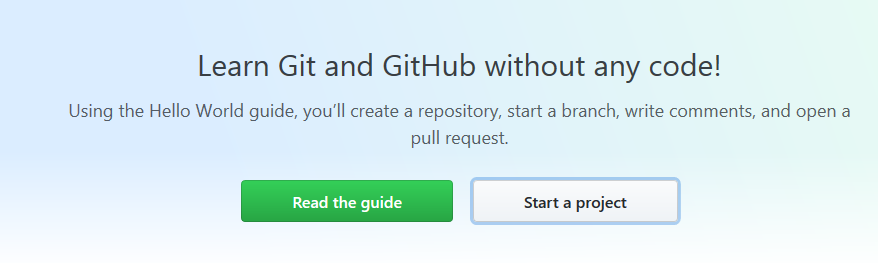 Learn Git and GitHub without any code!
Using the Hello World guide, you’ll create a repository, start a branch, write comments, and open a
pull request.
Read the guide
Start a project